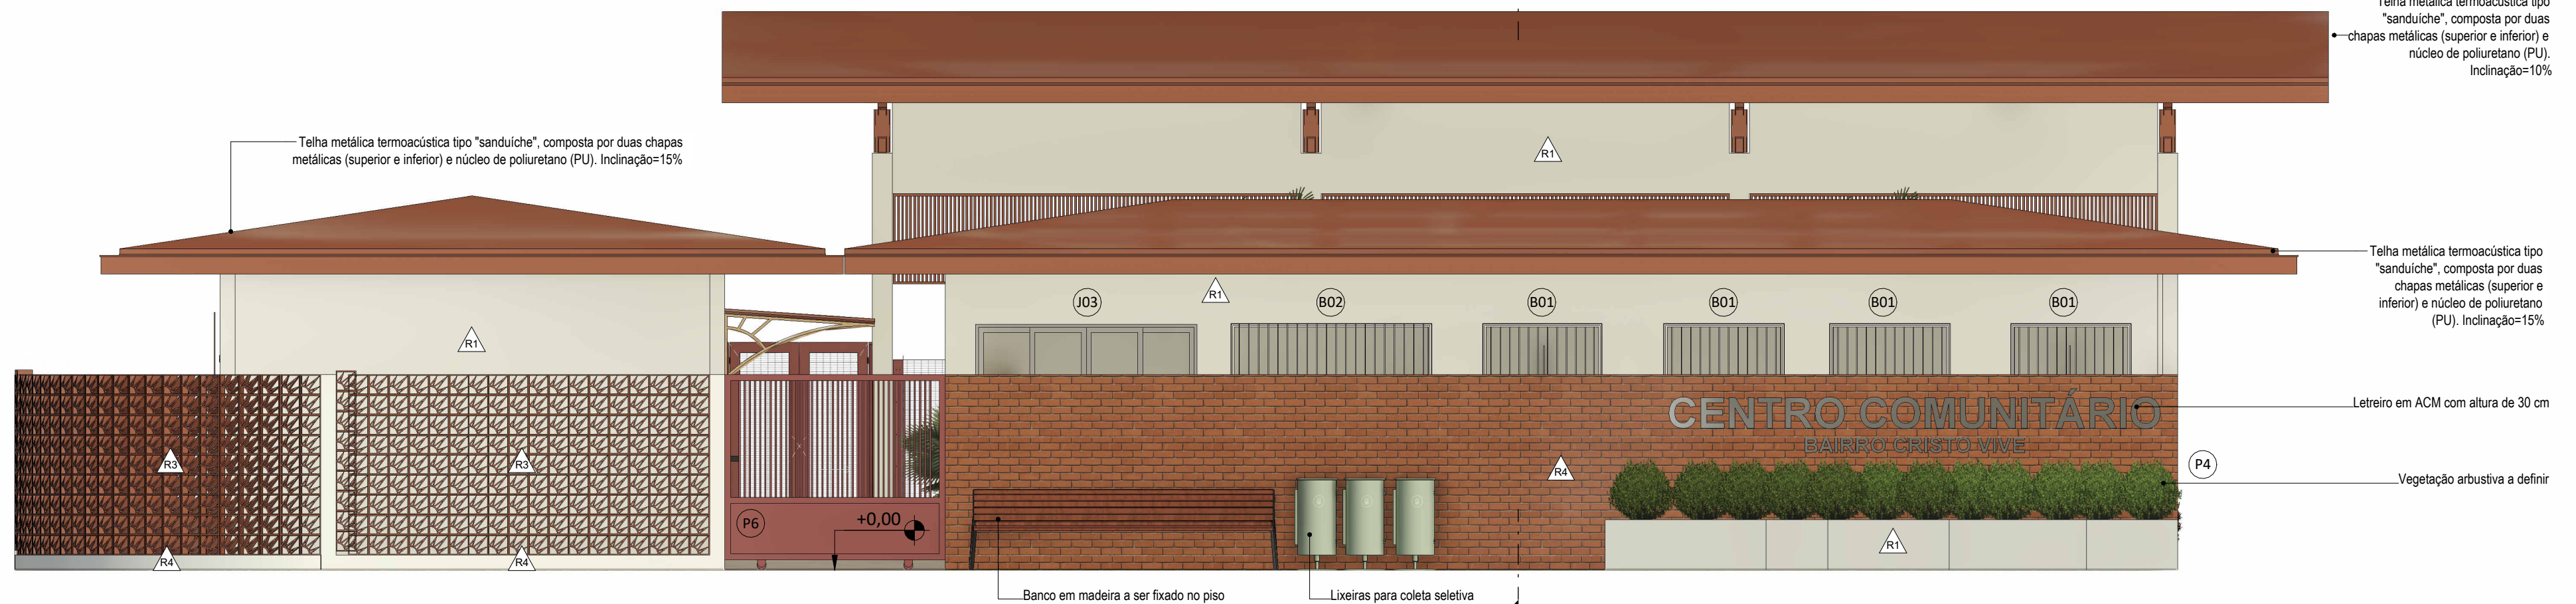 Telha metálica termoacústica tipo
"sanduíche", composta por duas
chapas metálicas (superior e inferior) e
núcleo de poliuretano (PU).
Inclinação=10%
Telha metálica termoacústica tipo "sanduíche", composta por duas chapas
metálicas (superior e inferior) e núcleo de poliuretano (PU). Inclinação=15%
R1
Telha metálica termoacústica tipo
"sanduíche", composta por duas
chapas metálicas (superior e
inferior) e núcleo de poliuretano
(PU). Inclinação=15%
J03
R1
B02
B01
B01
B01
B01
R1
CENTRO COMUNITÁRIO
BAIRRO CRISTO VIVE
Letreiro em ACM com altura de 30 cm
R3
R3
R4
P4
Vegetação arbustiva a definir
P6
+0,00
R1
R4
R4
Banco em madeira a ser fixado no piso
Lixeiras para coleta seletiva